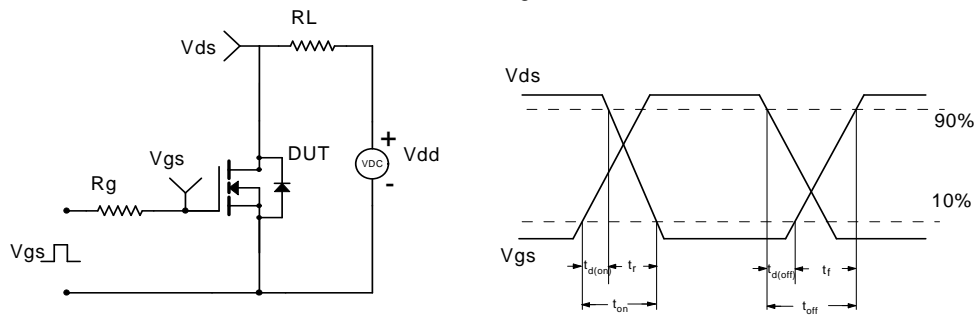 RL
Vds
Vgs
DUT
Rg
VDC
+
Vdd
-
Vgs
Vds
90%
10%
Vgs
td(on)
tr
ton
td(off)
tf
toff